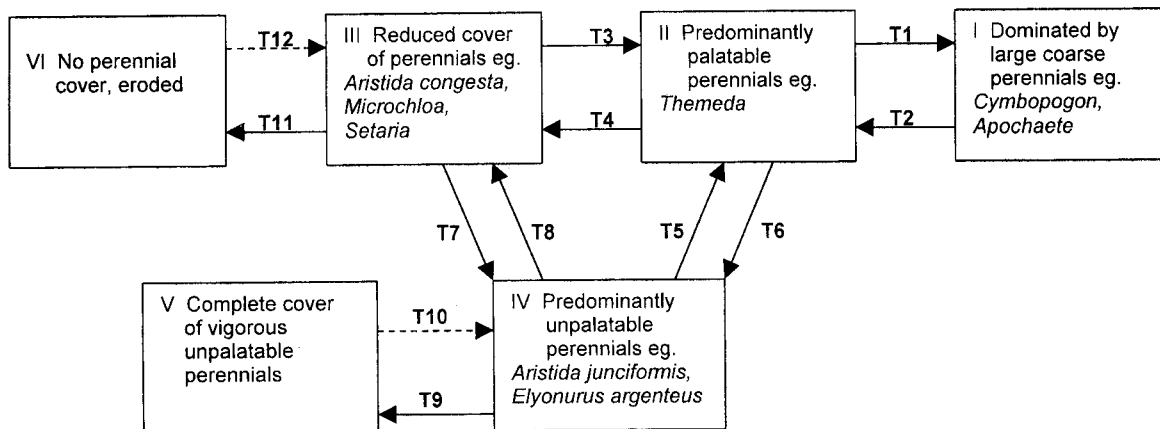 VI No perennial
cover, eroded
T12
T11
III Reduced cover
of perennials eg.
Aristida congesta,
Microchloa,
Setaria
T3
T4
II Predominantly
palatable
perennials eg.
Themeda
T1
T2
I Dominated by
large coarse
perennials eg.
Cymbopogon,
Apochaete
T7
T8
T5
T6
V Complete cover
of vigorous
unpalatable
perennials
T10
T9
IV Predominantly
unpalatable
perennials eg.
Aristida junciformis,
Elyonurus argenteus